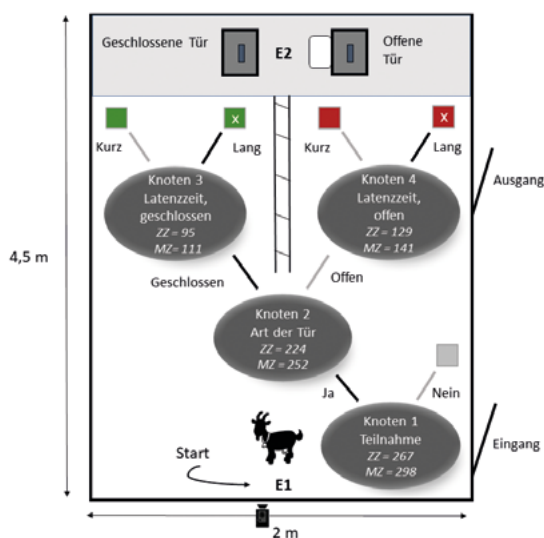 Geschlossene Tür
E2
Offene
Tür
x
x
Kurz
Lang
Kurz
Lang
Knoten 3
Latenzzeit,
geschlossen
ZZ = 95
MZ = 111
Knoten 4
Latenzzeit,
offen
ZZ = 129
MZ = 141
Ausgang
4,5 m
Geschlossen
Offen
Knoten 2
Art der Tür
ZZ = 224
MZ = 252
Ja
Nein
Knoten 1
Teilnahme
ZZ = 267
MZ = 298
Eingang
Start
E1
2 m